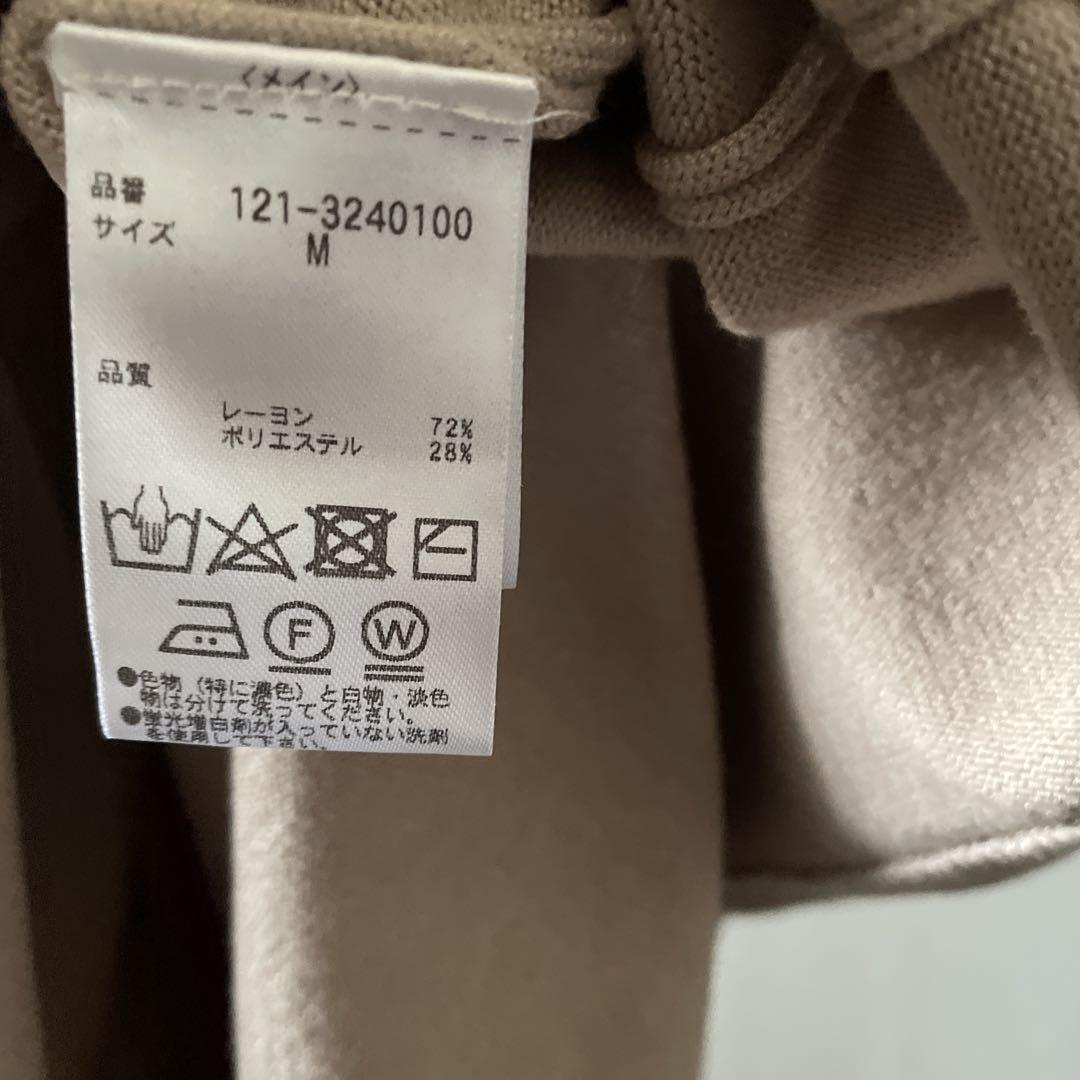 〈メイン〉
品番 121-3240100
サイズ M
品質
レーヨン 72%
ポリエステル 28%
F W
●色物（特に濃色）と白物・淡色
物は分けて洗ってください。
●蛍光増白剤が入っていない洗剤
を使用して下さい。